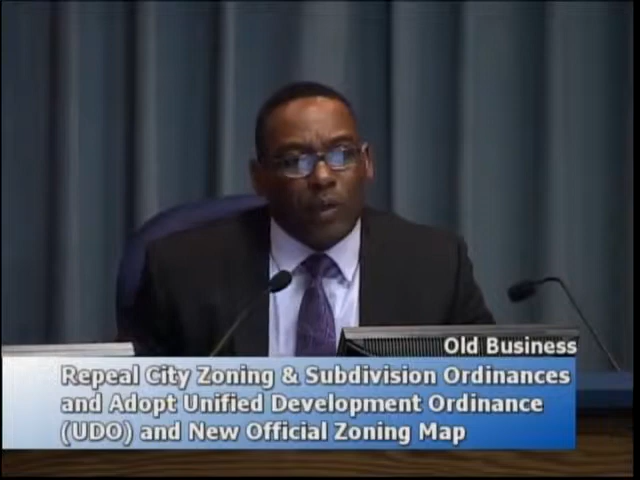 Old Business
Repeal City Zoning & Subdivision Ordinances
and Adopt Unified Development Ordinance
(UDO) and New Official Zoning Map